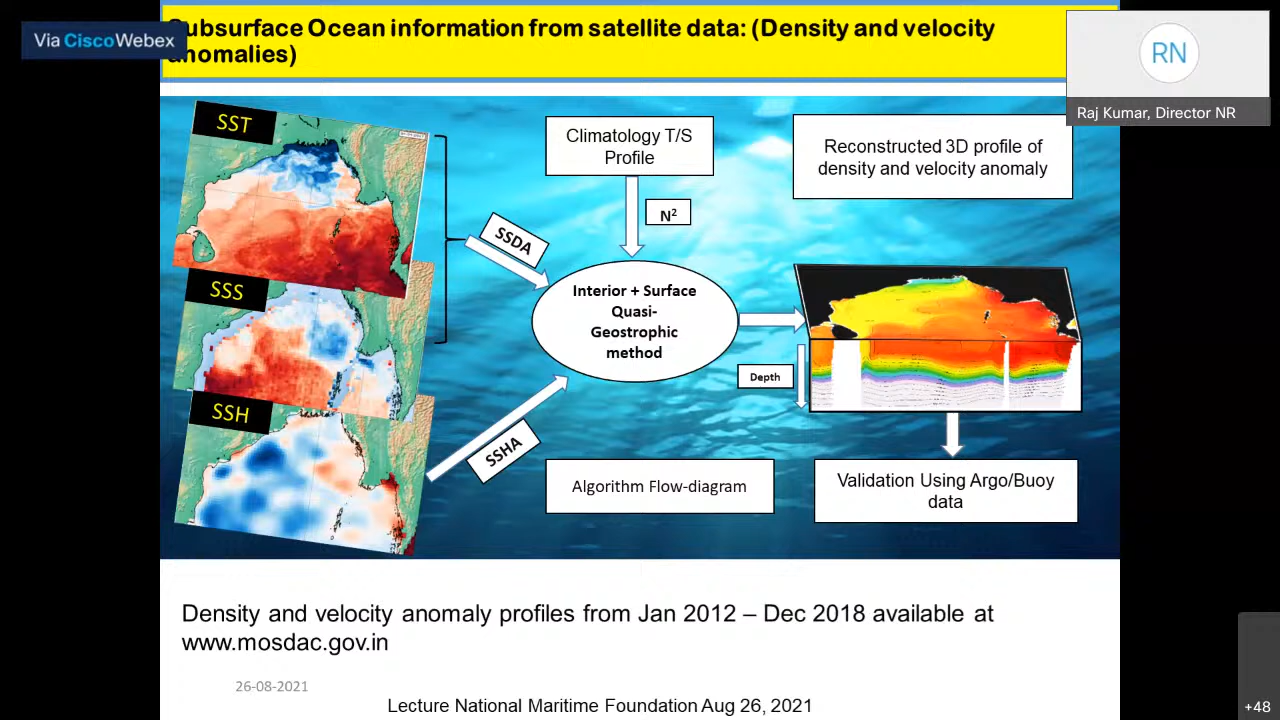 Subsurface Ocean information from satellite data: (Density and velocity
anomalies)
Via Cisco Webex
RN
Raj Kumar, Director NR
SST
SSS
SSH
SSDA
SSHA
Climatology T/S
Profile
N²
Interior + Surface
Quasi-
Geostrophic
method
Algorithm Flow-diagram
Reconstructed 3D profile of
density and velocity anomaly
Depth
Validation Using Argo/Buoy
data
Density and velocity anomaly profiles from Jan 2012 – Dec 2018 available at
www.mosdac.gov.in
26-08-2021
Lecture National Maritime Foundation Aug 26, 2021
+48